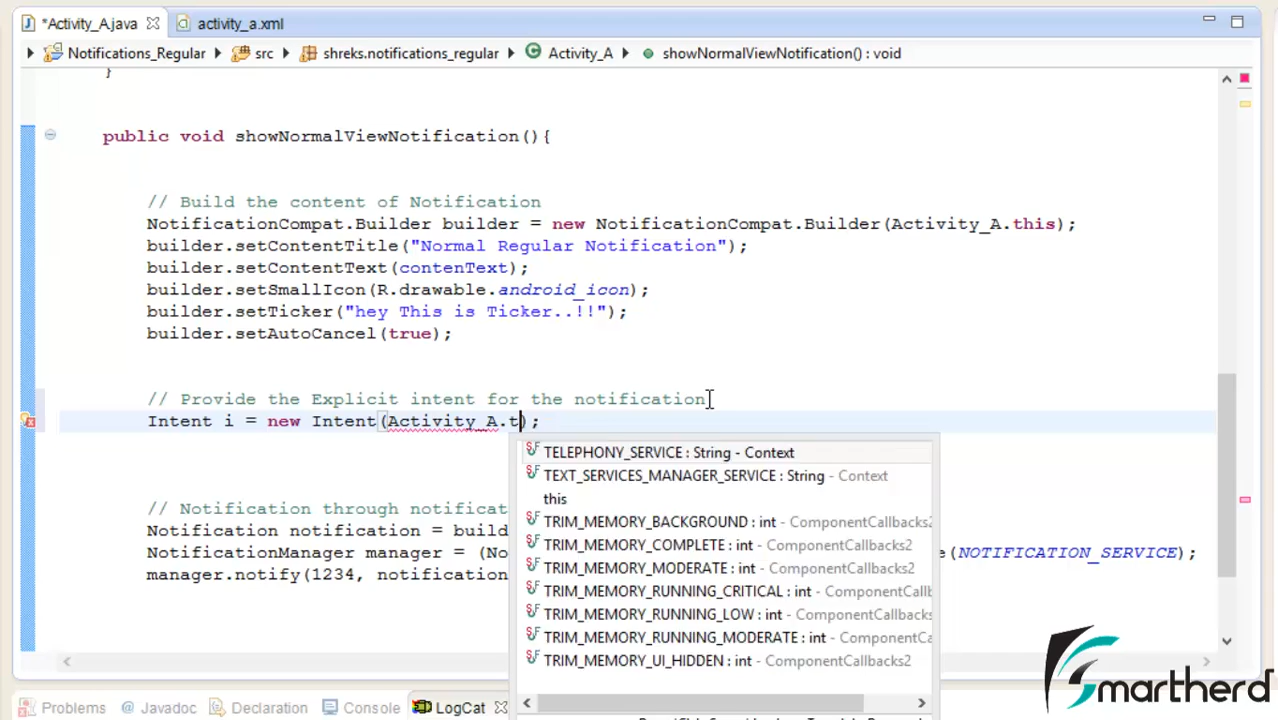 *Activity_A.java activity_a.xml
Notifications_Regular src shreks.notifications_regular Activity_A showNormalViewNotification() : void
}
public void showNormalViewNotification(){
// Build the content of Notification
NotificationCompat.Builder builder = new NotificationCompat.Builder(Activity_A.this);
builder.setContentTitle("Normal Regular Notification");
builder.setContentText(contenText);
builder.setSmallIcon(R.drawable.android_icon);
builder.setTicker("hey This is Ticker..!!");
builder.setAutoCancel(true);
// Provide the Explicit intent for the notification
Intent i = new Intent(Activity_A.t);
TELEPHONY_SERVICE : String - Context
TEXT_SERVICES_MANAGER_SERVICE : String - Context
this
// Notification through notificat
TRIM_MEMORY_BACKGROUND : int - ComponentCallbacks2
Notification notification = build
TRIM_MEMORY_COMPLETE : int - ComponentCallbacks2
NotificationManager manager = (No e(NOTIFICATION_SERVICE);
TRIM_MEMORY_MODERATE : int - ComponentCallbacks2
manager.notify(1234, notification
TRIM_MEMORY_RUNNING_CRITICAL : int - ComponentCallb
TRIM_MEMORY_RUNNING_LOW : int - ComponentCallbacks2
TRIM_MEMORY_RUNNING_MODERATE : int - ComponentCa
TRIM_MEMORY_UI_HIDDEN : int - ComponentCallbacks2
Smartherd
Problems @ Javadoc Declaration Console LogCat